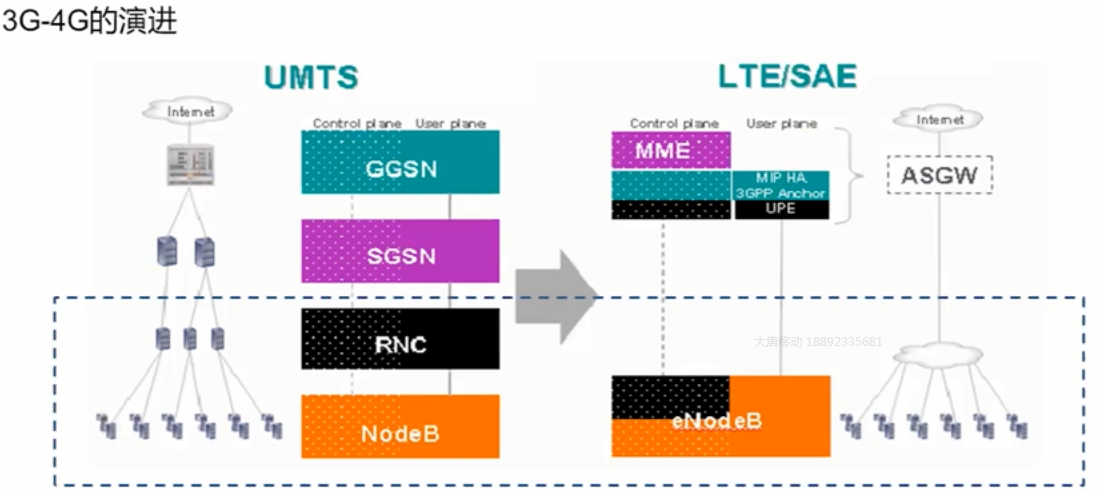 3G-4G的演进
UMTS
LTE/SAE
Internet
Control plane User plane
GGSN
SGSN
RNC
NodeB
Control plane User plane
MME
MIP HA
3GPP Anchor
UPE
eNodeB
Internet
ASGW
大唐移动 18892335681